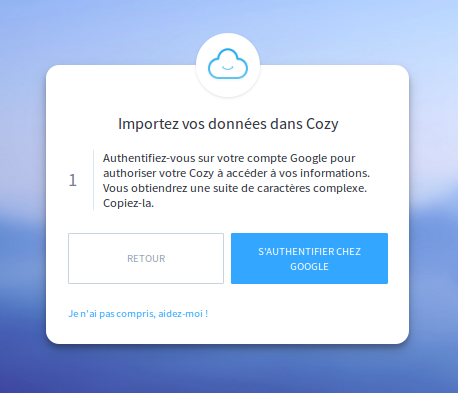 Importez vos données dans Cozy
1
Authentifiez-vous sur votre compte Google pour
authoriser votre Cozy à accéder à vos informations.
Vous obtiendrez une suite de caractères complexe.
Copiez-la.
RETOUR
S'AUTHENTIFIER CHEZ
GOOGLE
Je n'ai pas compris, aidez-moi !